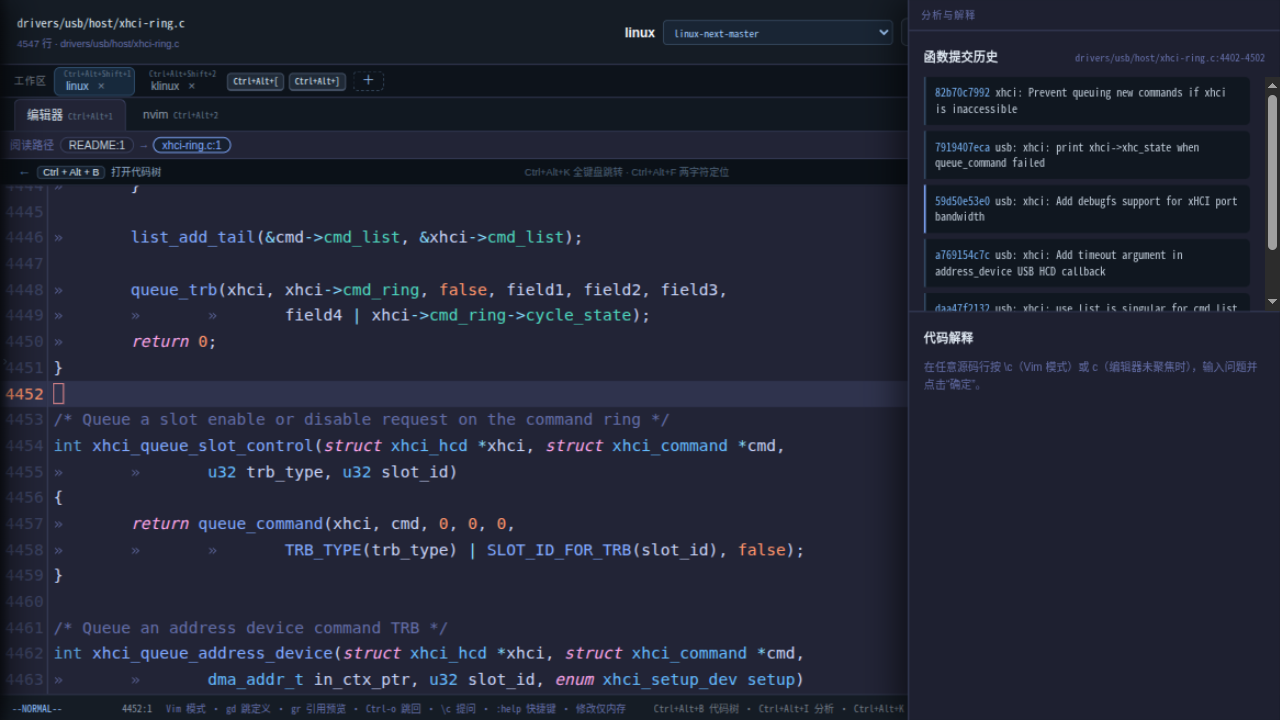 drivers/usb/host/xhci-ring.c
4547 行 · drivers/usb/host/xhci-ring.c
linux
linux-next-master
工作区
Ctrl+Alt+Shift+1
linux ×
Ctrl+Alt+Shift+2
klinux ×
Ctrl+Alt+[
Ctrl+Alt+]
+
编辑器 Ctrl+Alt+1
nvim Ctrl+Alt+2
阅读路径 README:1 → xhci-ring.c:1
← Ctrl + Alt + B 打开代码树
Ctrl+Alt+K 全键盘跳转 · Ctrl+Alt+F 两字符定位
4444 » }
4445
4446 » list_add_tail(&cmd->cmd_list, &xhci->cmd_list);
4447
4448 » queue_trb(xhci, xhci->cmd_ring, false, field1, field2, field3,
4449 » » » field4 | xhci->cmd_ring->cycle_state);
4450 » return 0;
4451 }
4452
4453 /* Queue a slot enable or disable request on the command ring */
4454 int xhci_queue_slot_control(struct xhci_hcd *xhci, struct xhci_command *cmd,
4455 » » u32 trb_type, u32 slot_id)
4456 {
4457 » return queue_command(xhci, cmd, 0, 0, 0,
4458 » » » TRB_TYPE(trb_type) | SLOT_ID_FOR_TRB(slot_id), false);
4459 }
4460
4461 /* Queue an address device command TRB */
4462 int xhci_queue_address_device(struct xhci_hcd *xhci, struct xhci_command *cmd,
4463 » » dma_addr_t in_ctx_ptr, u32 slot_id, enum xhci_setup_dev setup)
--NORMAL--
4452:1 Vim 模式 · gd 跳定义 · gr 引用预览 · Ctrl-o 跳回 · \c 提问 · :help 快捷键 · 修改仅内存
Ctrl+Alt+B 代码树 · Ctrl+Alt+I 分析 · Ctrl+Alt+K
分析与解释
函数提交历史
drivers/usb/host/xhci-ring.c:4402-4502
82b70c7992 xhci: Prevent queuing new commands if xhci
is inaccessible
7919407eca usb: xhci: print xhci->xhc_state when
queue_command failed
59d50e53e0 usb: xhci: Add debugfs support for xHCI port
bandwidth
a769154c7c usb: xhci: Add timeout argument in
address_device USB HCD callback
daa47f2132 xhci: use list_is_singular for cmd_list
代码解释
在任意源码行按 \c（Vim 模式）或 c（编辑器未聚焦时），输入问题并
点击“确定”。